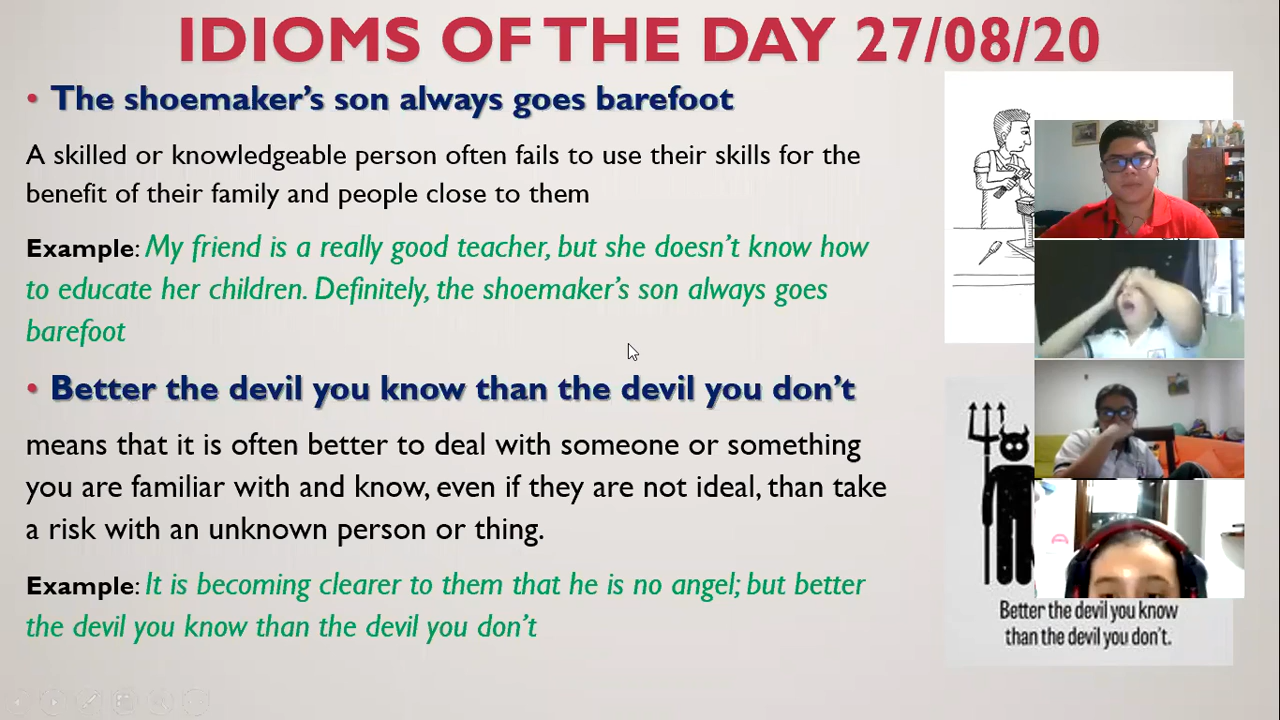 IDIOMS OF THE DAY 27/08/20
• The shoemaker's son always goes barefoot
A skilled or knowledgeable person often fails to use their skills for the
benefit of their family and people close to them
Example: My friend is a really good teacher, but she doesn't know how
to educate her children. Definitely, the shoemaker's son always goes
barefoot
• Better the devil you know than the devil you don't
means that it is often better to deal with someone or something
you are familiar with and know, even if they are not ideal, than take
a risk with an unknown person or thing.
Example: It is becoming clearer to them that he is no angel; but better
the devil you know than the devil you don't
Better the devil you know
than the devil you don't.